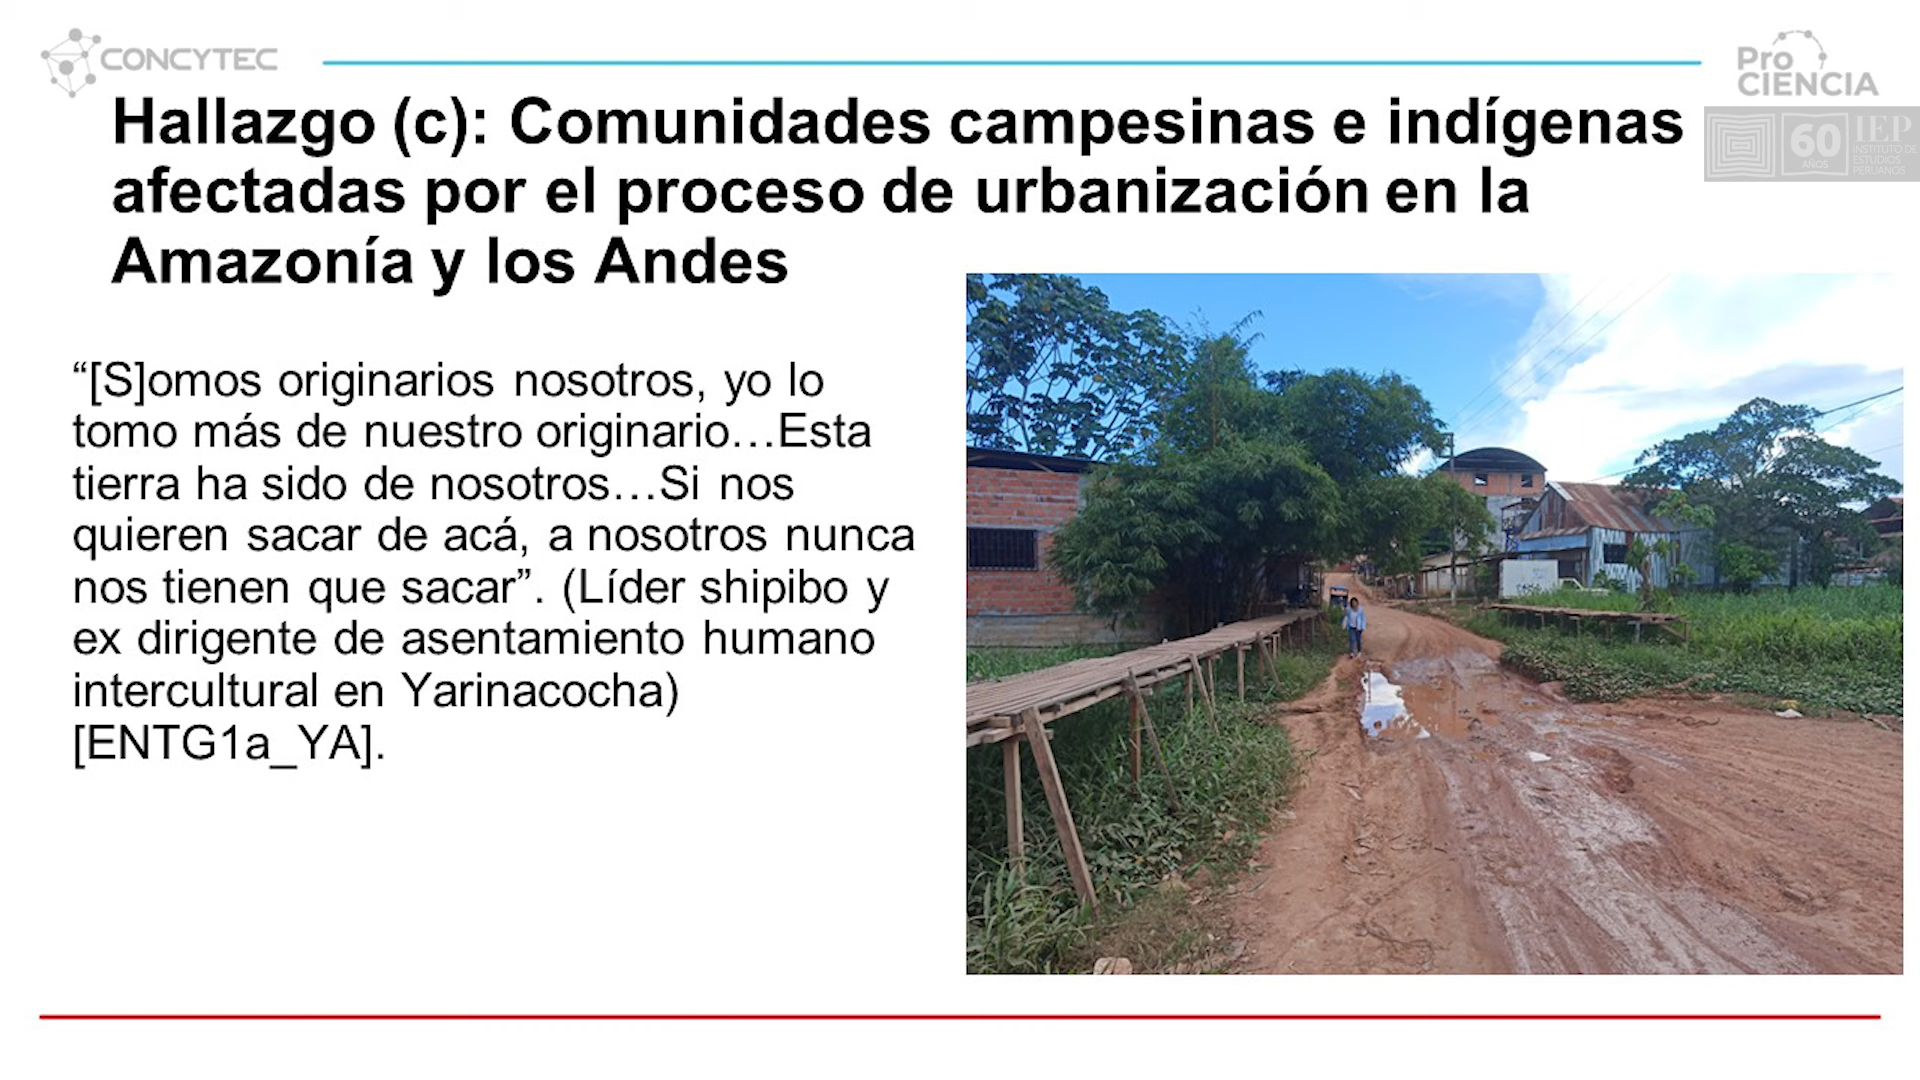 CONCYTEC
Pro
CIENCIA
60
AÑOS
IEP
INSTITUTO DE
ESTUDIOS
PERUANOS
Hallazgo (c): Comunidades campesinas e indígenas
afectadas por el proceso de urbanización en la
Amazonía y los Andes
“[S]omos originarios nosotros, yo lo
tomo más de nuestro originario…Esta
tierra ha sido de nosotros…Si nos
quieren sacar de acá, a nosotros nunca
nos tienen que sacar”. (Líder shipibo y
ex dirigente de asentamiento humano
intercultural en Yarinacocha)
[ENTG1a_YA].